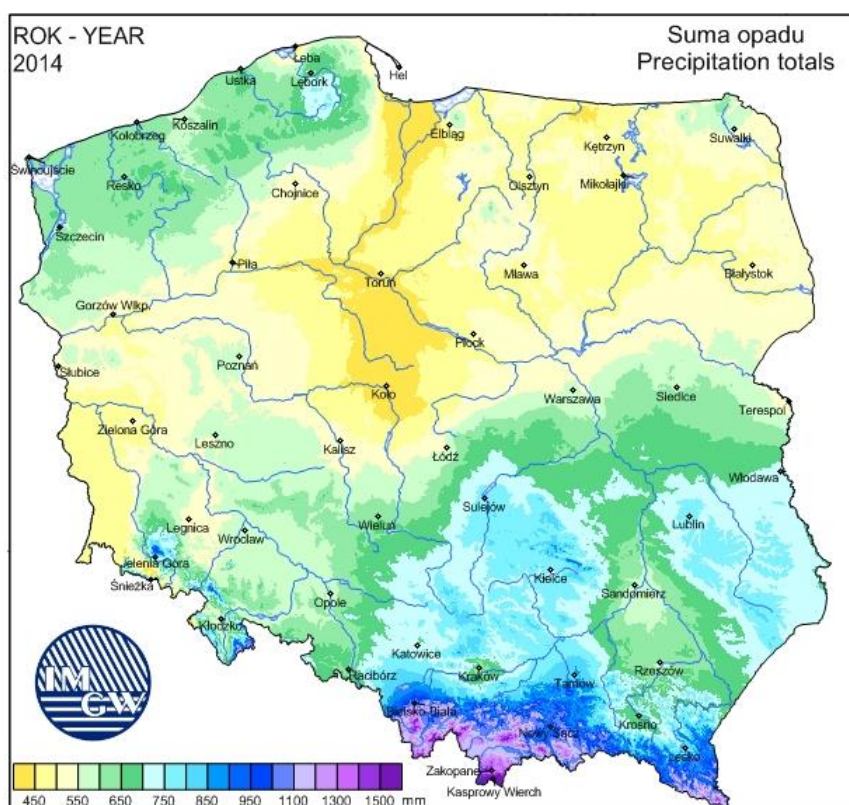 ROK - YEAR
2014
Suma opadu
Precipitation totals
Łeba
Hel
Ustka
Lębork
Koszalin
Kołobrzeg
Elbląg
Suwałki
Kętrzyn
Świnoujście
Resko
Chojnice
Olsztyn
Mikołajki
Szczecin
Piła
Toruń
Mława
Białystok
Gorzów Wlkp.
Płock
Poznań
Słubice
Koło
Warszawa
Siedlce
Terespol
Zielona Góra
Leszno
Kalisz
Łódź
Włodawa
Sulejów
Legnica
Wrocław
Wieluń
Lublin
Jelenia Góra
Śnieżka
Kielce
Opole
Sandomierz
Kłodzko
Katowice
Racibórz
Kraków
Tarnów
Rzeszów
Bielsko-Biała
Nowy Sącz
Krosno
Lesko
Zakopane
Kasprowy Wierch
IM
GW
450 550 650 750 850 950 1100 1300 1500 mm